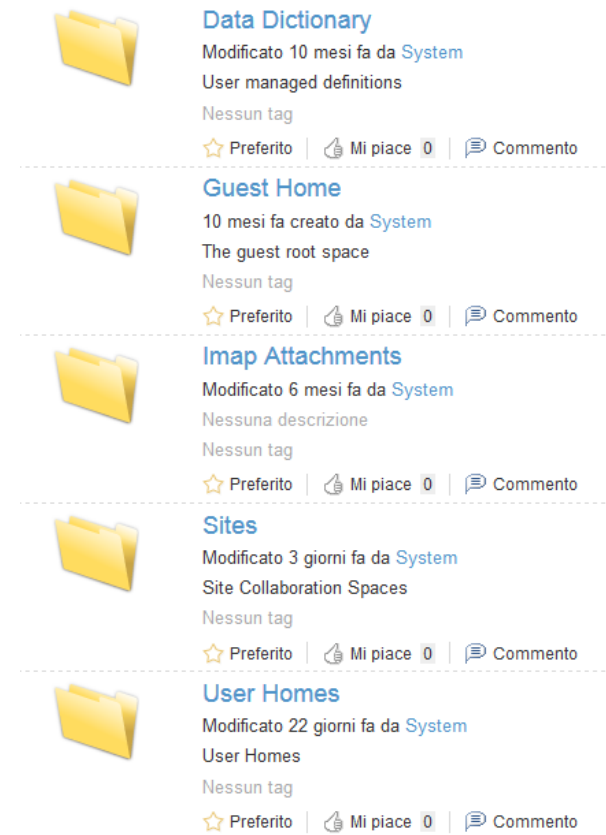 Data Dictionary
Modificato 10 mesi fa da System
User managed definitions
Nessun tag
Preferito Mi piace 0 Commento
Guest Home
10 mesi fa creato da System
The guest root space
Nessun tag
Preferito Mi piace 0 Commento
Imap Attachments
Modificato 6 mesi fa da System
Nessuna descrizione
Nessun tag
Preferito Mi piace 0 Commento
Sites
Modificato 3 giorni fa da System
Site Collaboration Spaces
Nessun tag
Preferito Mi piace 0 Commento
User Homes
Modificato 22 giorni fa da System
User Homes
Nessun tag
Preferito Mi piace 0 Commento